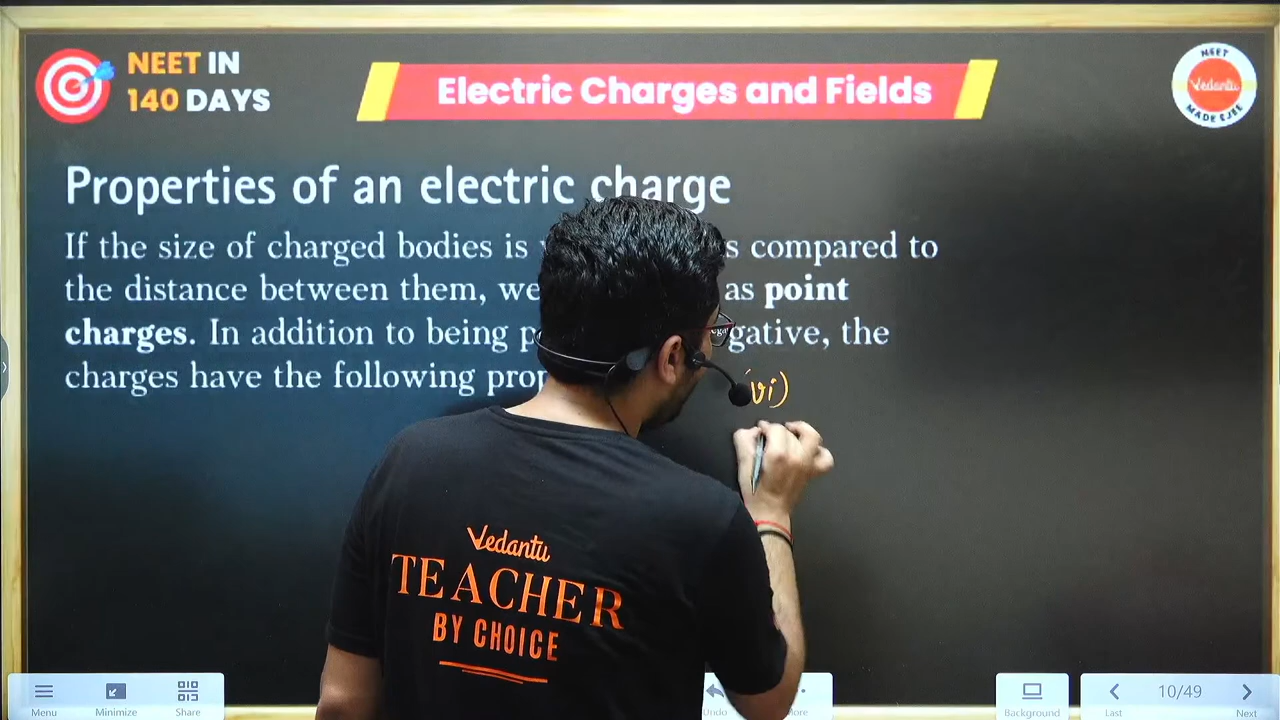 NEET IN
140 DAYS
Electric Charges and Fields
NEET
Vedantu
MADE EJEE
Properties of an electric charge
If the size of charged bodies is s compared to
the distance between them, we as point
charges. In addition to being p gative, the
charges have the following prop
(vi)
Vedantu
TEACHER
BY CHOICE
Menu
Minimize
Share
Undo
More
Background
Last
10/49
Next